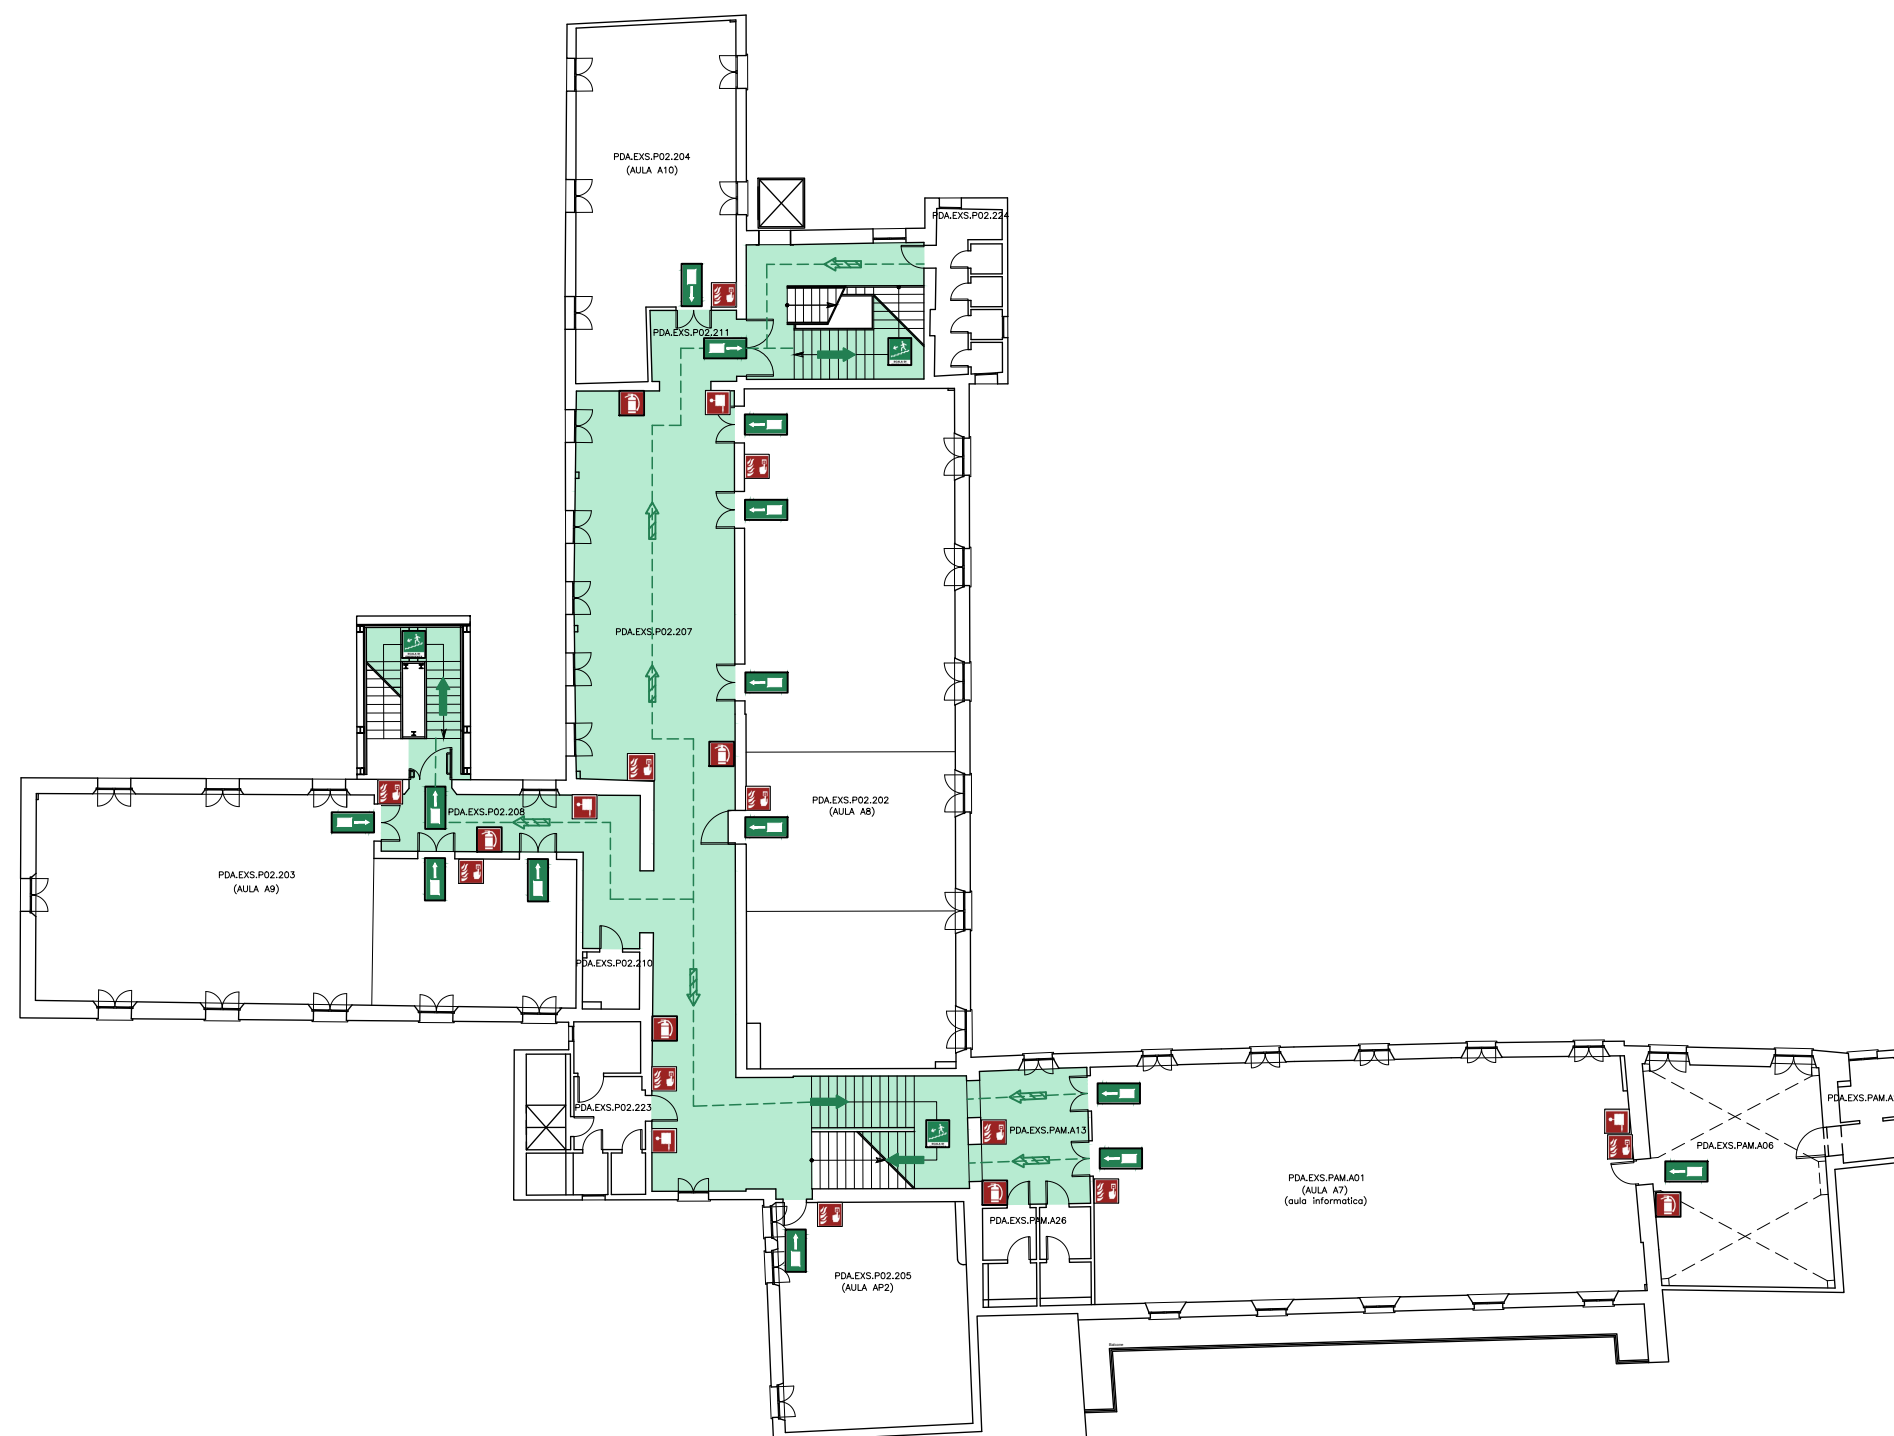 PDA.EXS.P02.204
(AULA A10)
PDA.EXS.P02.224
PDA.EXS.P02.211
PDA.EXS.P02.207
PDA.EXS.P02.208
PDA.EXS.P02.202
(AULA A8)
PDA.EXS.P02.203
(AULA A9)
PDA.EXS.P02.210
PDA.EXS.P02.223
PDA.EXS.PAM.A13
PDA.EXS.PAM.A
PDA.EXS.PAM.A06
PDA.EXS.PAM.A01
(AULA A7)
(aula informatica)
PDA.EXS.PAM.A26
PDA.EXS.P02.205
(AULA AP2)